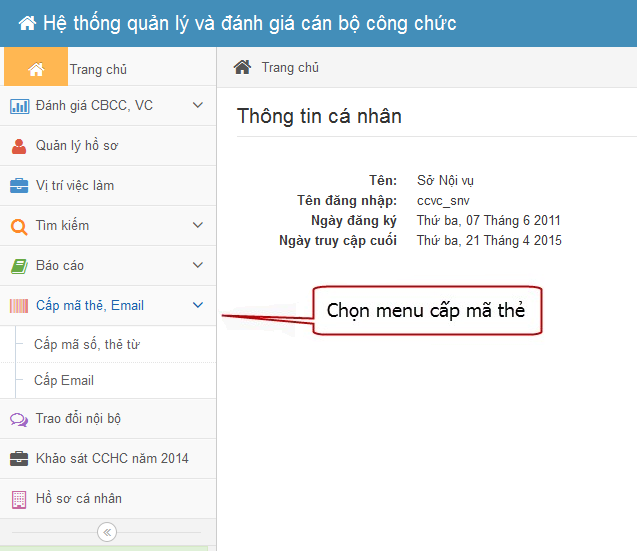 Hệ thống quản lý và đánh giá cán bộ công chức
Trang chủ
Trang chủ
Đánh giá CBCC, VC
Quản lý hồ sơ
Vị trí việc làm
Tìm kiếm
Báo cáo
Cấp mã thẻ, Email
Cấp mã số, thẻ từ
Cấp Email
Trao đổi nội bộ
Khảo sát CCHC năm 2014
Hồ sơ cá nhân
Thông tin cá nhân
Tên: Sở Nội vụ
Tên đăng nhập: ccvc_snv
Ngày đăng ký Thứ ba, 07 Tháng 6 2011
Ngày truy cập cuối Thứ ba, 21 Tháng 4 2015
Chọn menu cấp mã thẻ